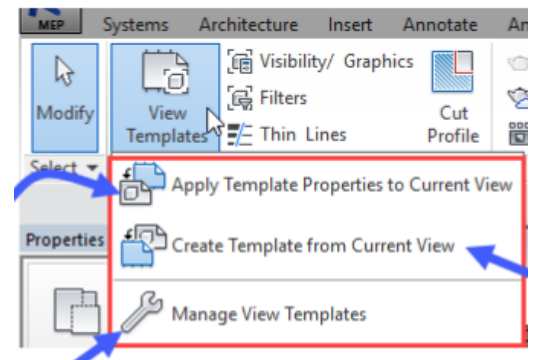 MEP Systems Architecture Insert Annotate An
Modify
View Templates
Visibility/ Graphics
Filters
Thin Lines
Cut Profile
Select
Apply Template Properties to Current View
Properties
Create Template from Current View
Manage View Templates